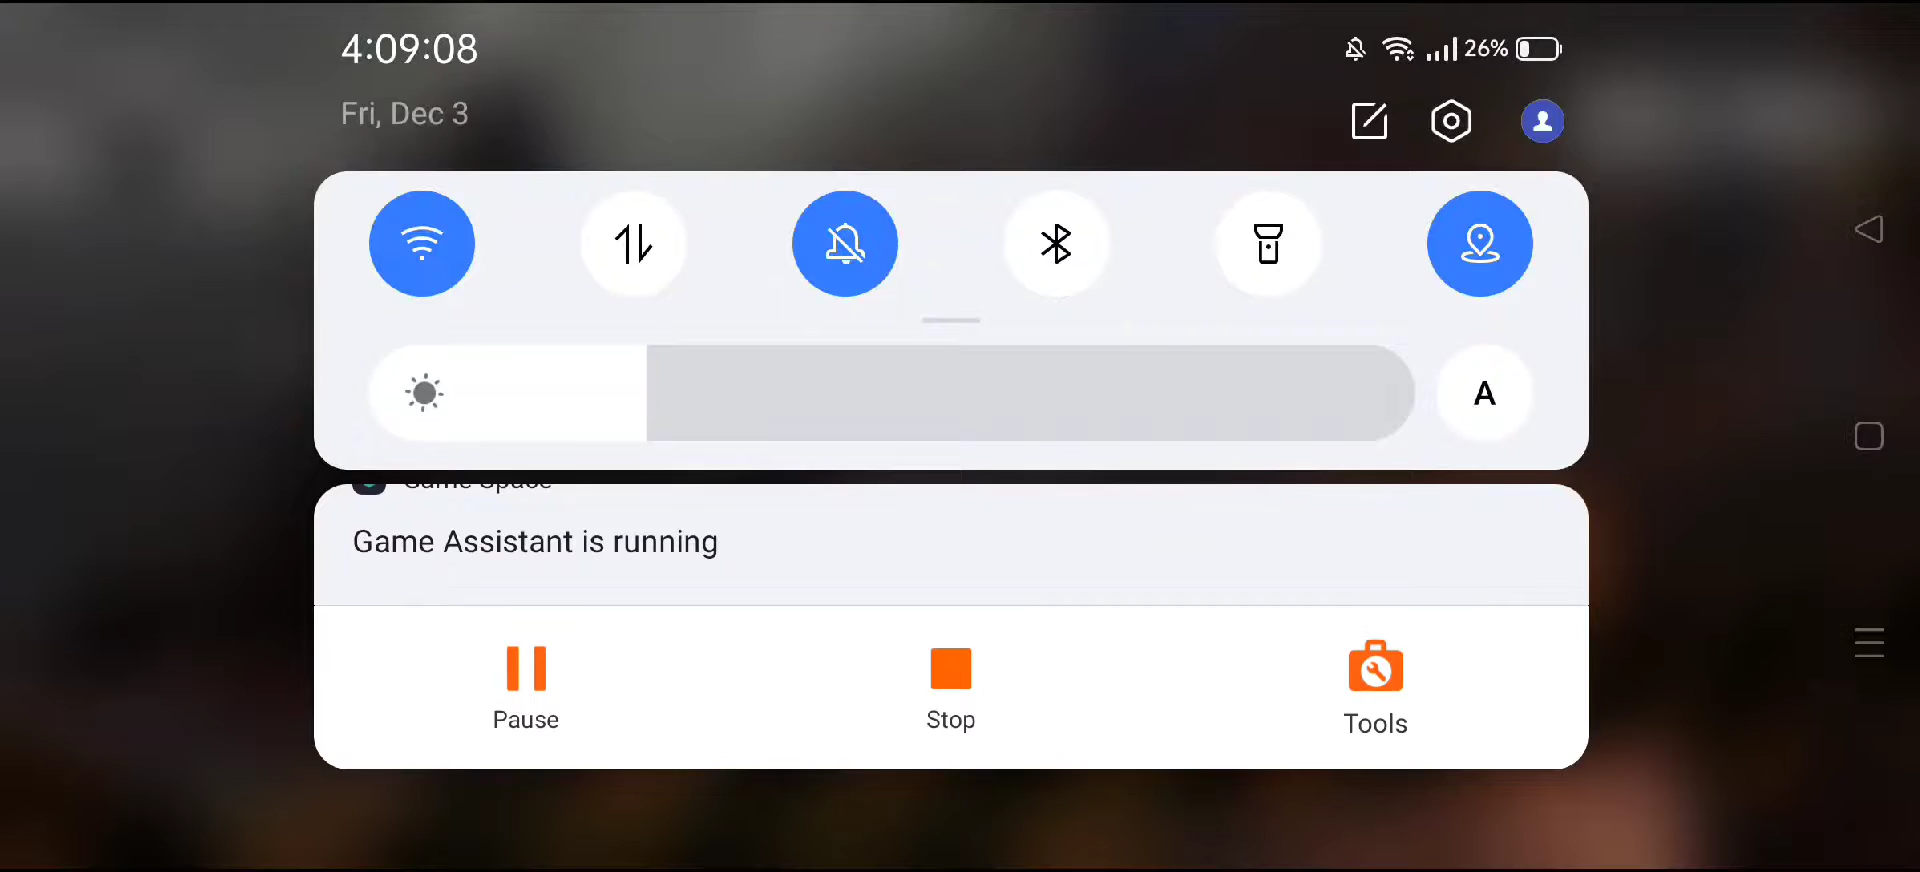 4:09:08
26%
Fri, Dec 3
A
Game Space
Game Assistant is running
Pause
Stop
Tools